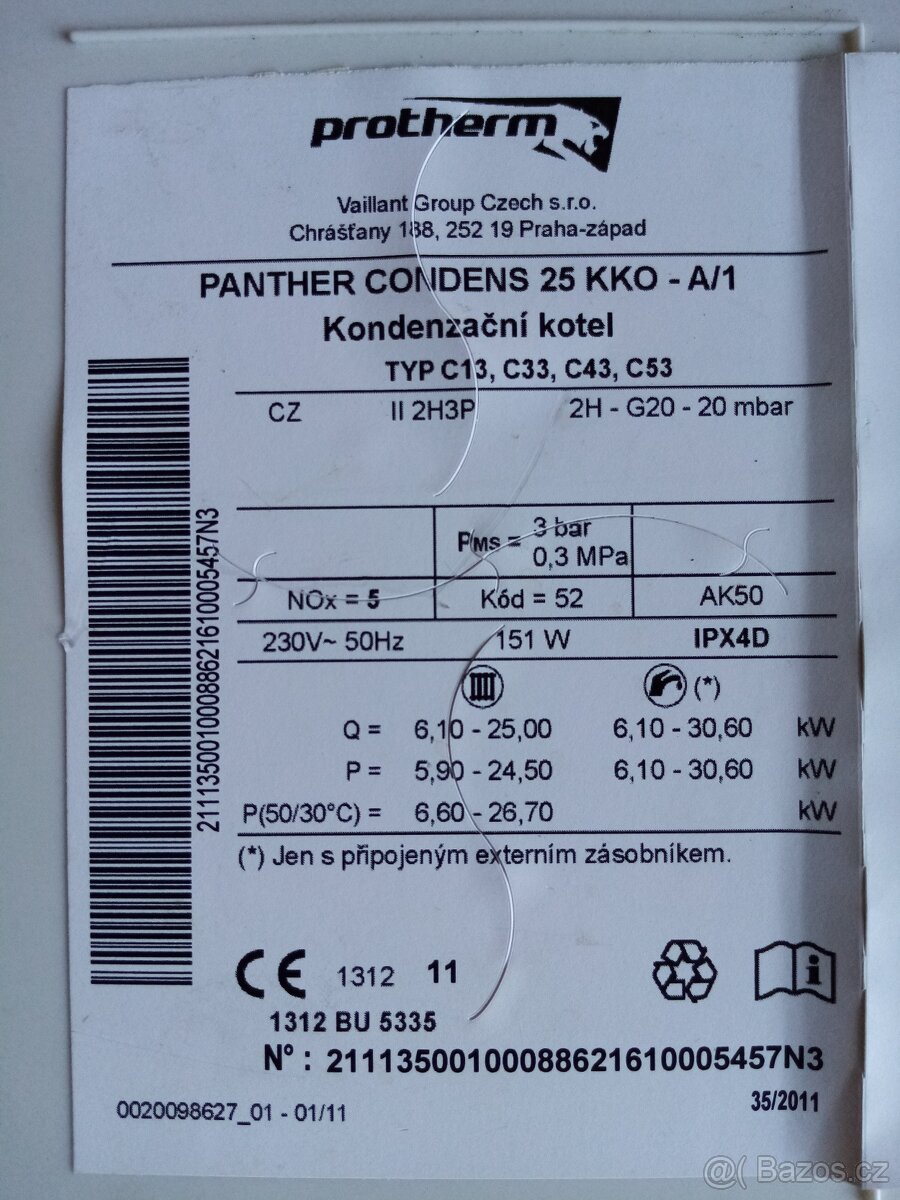 protherm
Vaillant Group Czech s.r.o.
Chrášťany 188, 252 19 Praha-západ
PANTHER CONDENS 25 KKO - A/1
Kondenzační kotel
TYP C13, C33, C43, C53
CZ II 2H3P 2H - G20 - 20 mbar
PMS = 3 bar
0,3 MPa
NOx = 5 Kód = 52 AK50
230V~ 50Hz 151 W IPX4D
(*)
Q = 6,10 - 25,00 6,10 - 30,60 kW
P = 5,90 - 24,50 6,10 - 30,60 kW
P(50/30°C) = 6,60 - 26,70 kW
(*) Jen s připojeným externím zásobníkem.
21113500100088621610005457N3
CE 1312 11
1312 BU 5335
Nº : 21113500100088621610005457N3
35/2011
0020098627_01 - 01/11
@( Bazos.cz